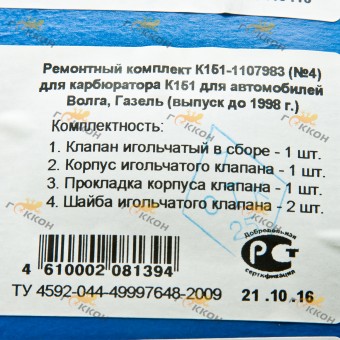 Ремонтный комплект К151-1107983 (№4)
для карбюратора К151 для автомобилей
Волга, Газель (выпуск до 1998 г.)
Комплектность:
1. Клапан игольчатый в сборе - 1 шт.
2. Корпус игольчатого клапана - 1 шт.
3. Прокладка корпуса клапана - 1 шт.
4. Шайба игольчатого клапана - 2 шт.
Добровольная
РСТ
сертификация
4 610002 081394
ТУ 4592-044-49997648-2009
21 .10 .16
ГЕККОН